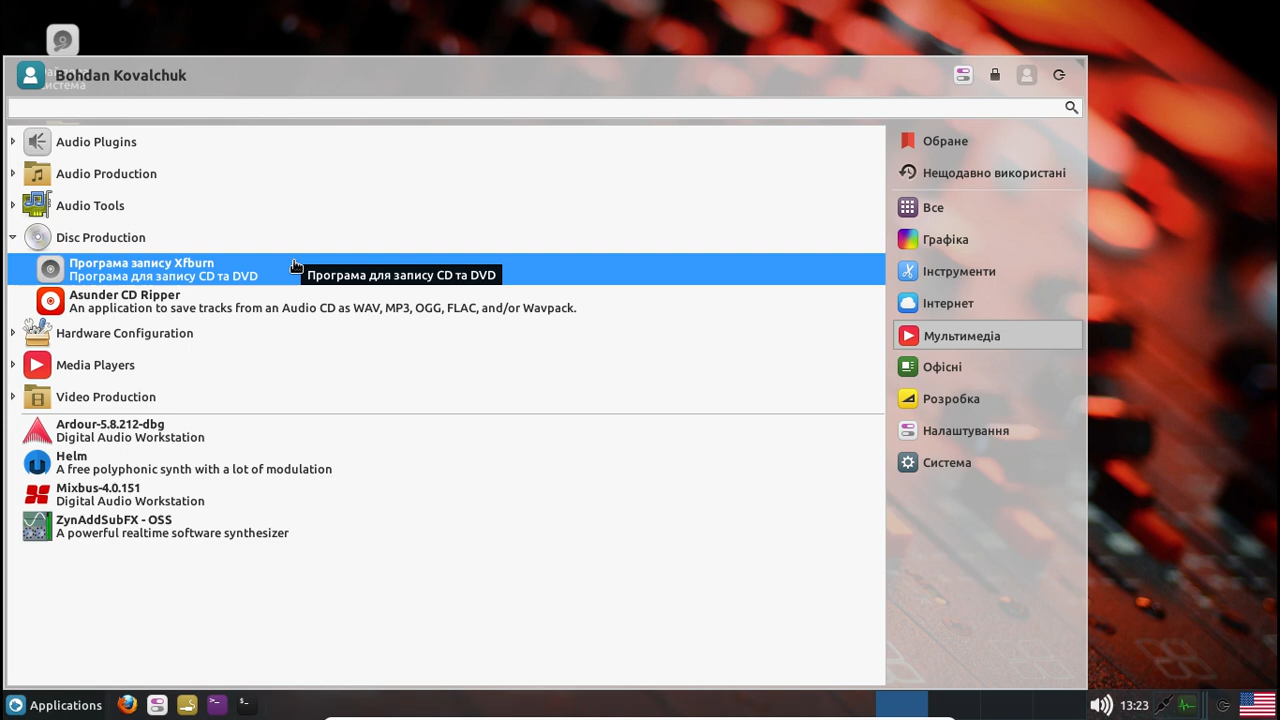 Bohdan Kovalchuk
система
Audio Plugins
Audio Production
Audio Tools
Disc Production
Програма запису Xfburn
Програма для запису CD та DVD
Програма для запису CD та DVD
Asunder CD Ripper
An application to save tracks from an Audio CD as WAV, MP3, OGG, FLAC, and/or Wavpack.
Hardware Configuration
Media Players
Video Production
Ardour-5.8.212-dbg
Digital Audio Workstation
Helm
A free polyphonic synth with a lot of modulation
Mixbus-4.0.151
Digital Audio Workstation
ZynAddSubFX - OSS
A powerful realtime software synthesizer
Обране
Нещодавно використані
Все
Графіка
Інструменти
Інтернет
Мультимедіа
Офісні
Розробка
Налаштування
Система
Applications
13:23